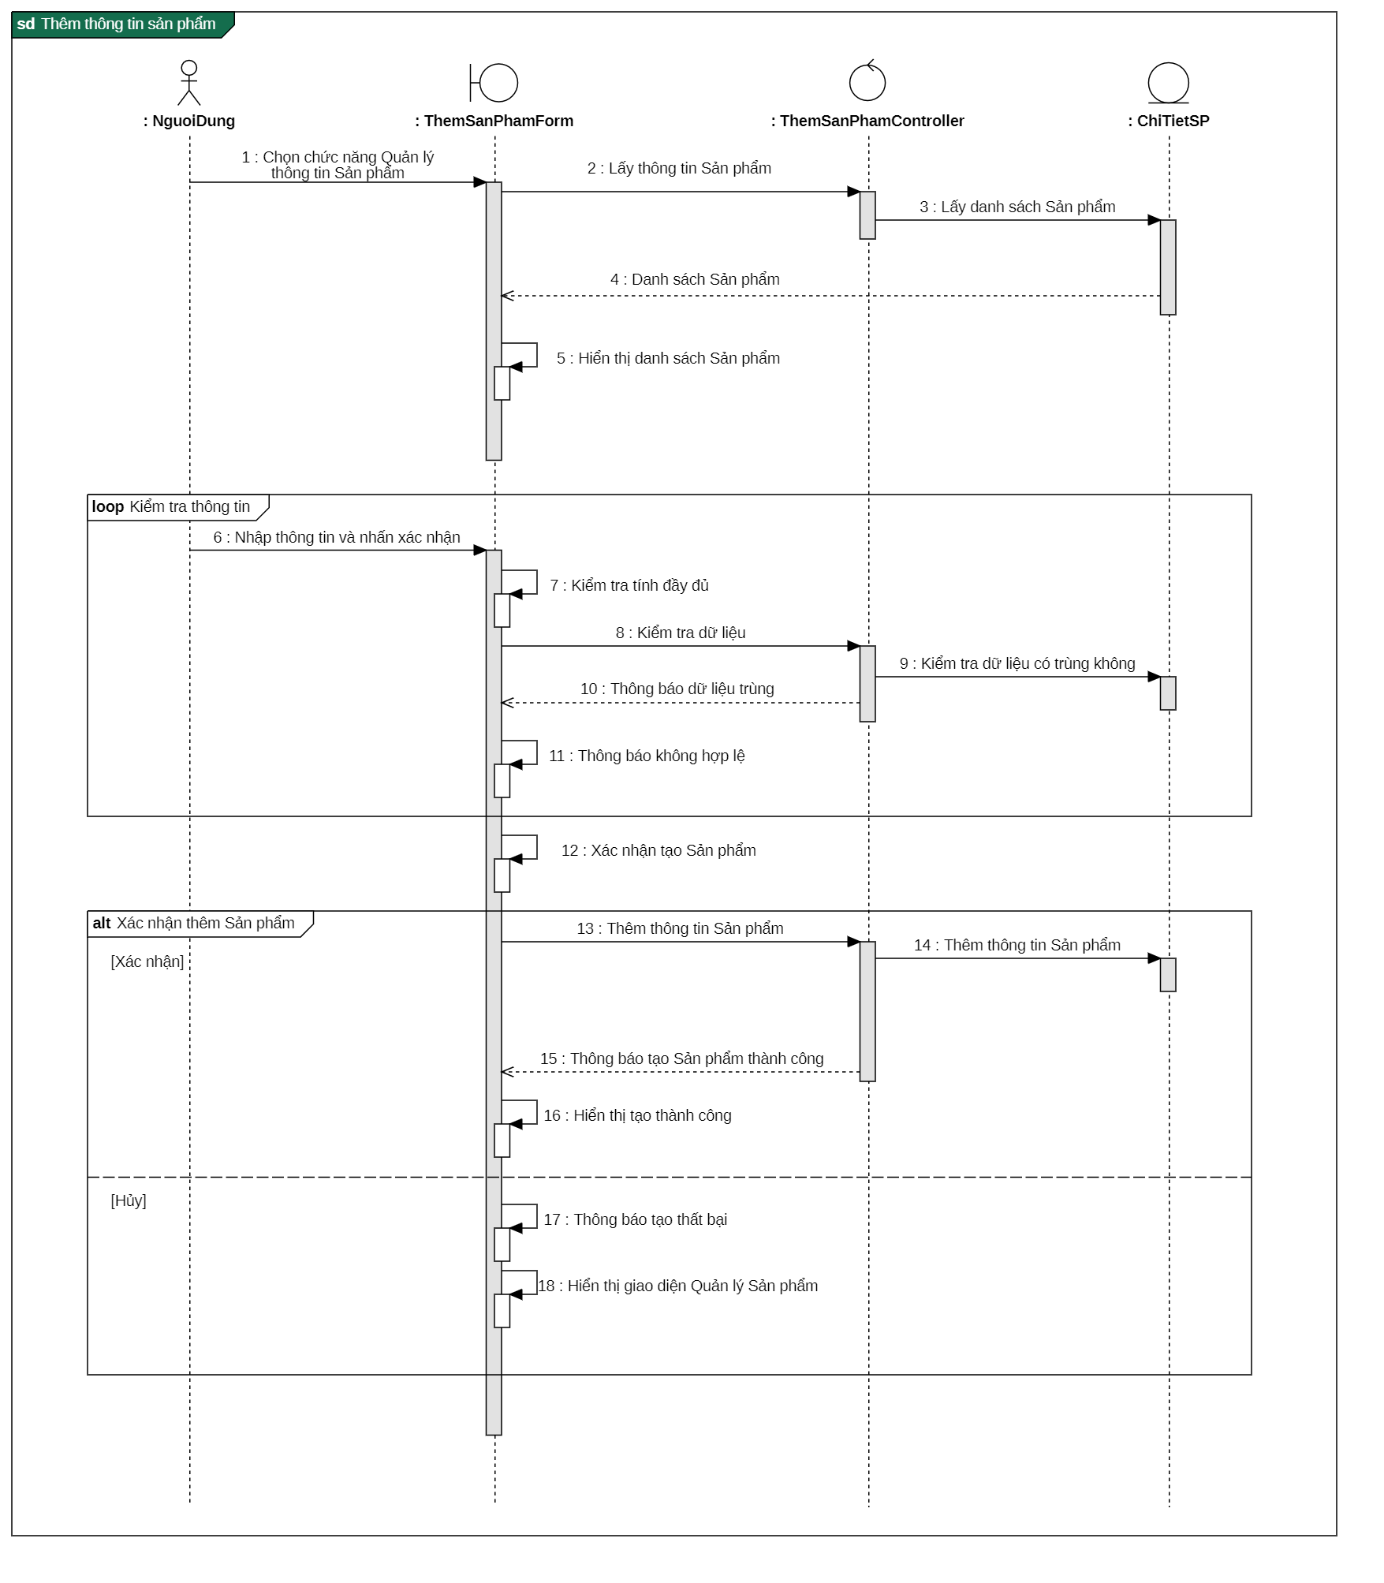 sd Thêm thông tin sản phẩm
: NguoiDung
: ThemSanPhamForm
: ThemSanPhamController
: ChiTietSP
1 : Chọn chức năng Quản lý
thông tin Sản phẩm
2 : Lấy thông tin Sản phẩm
3 : Lấy danh sách Sản phẩm
4 : Danh sách Sản phẩm
5 : Hiển thị danh sách Sản phẩm
loop Kiểm tra thông tin
6 : Nhập thông tin và nhấn xác nhận
7 : Kiểm tra tính đầy đủ
8 : Kiểm tra dữ liệu
9 : Kiểm tra dữ liệu có trùng không
10 : Thông báo dữ liệu trùng
11 : Thông báo không hợp lệ
12 : Xác nhận tạo Sản phẩm
alt Xác nhận thêm Sản phẩm
13 : Thêm thông tin Sản phẩm
14 : Thêm thông tin Sản phẩm
[Xác nhận]
15 : Thông báo tạo Sản phẩm thành công
16 : Hiển thị tạo thành công
[Hủy]
17 : Thông báo tạo thất bại
18 : Hiển thị giao diện Quản lý Sản phẩm